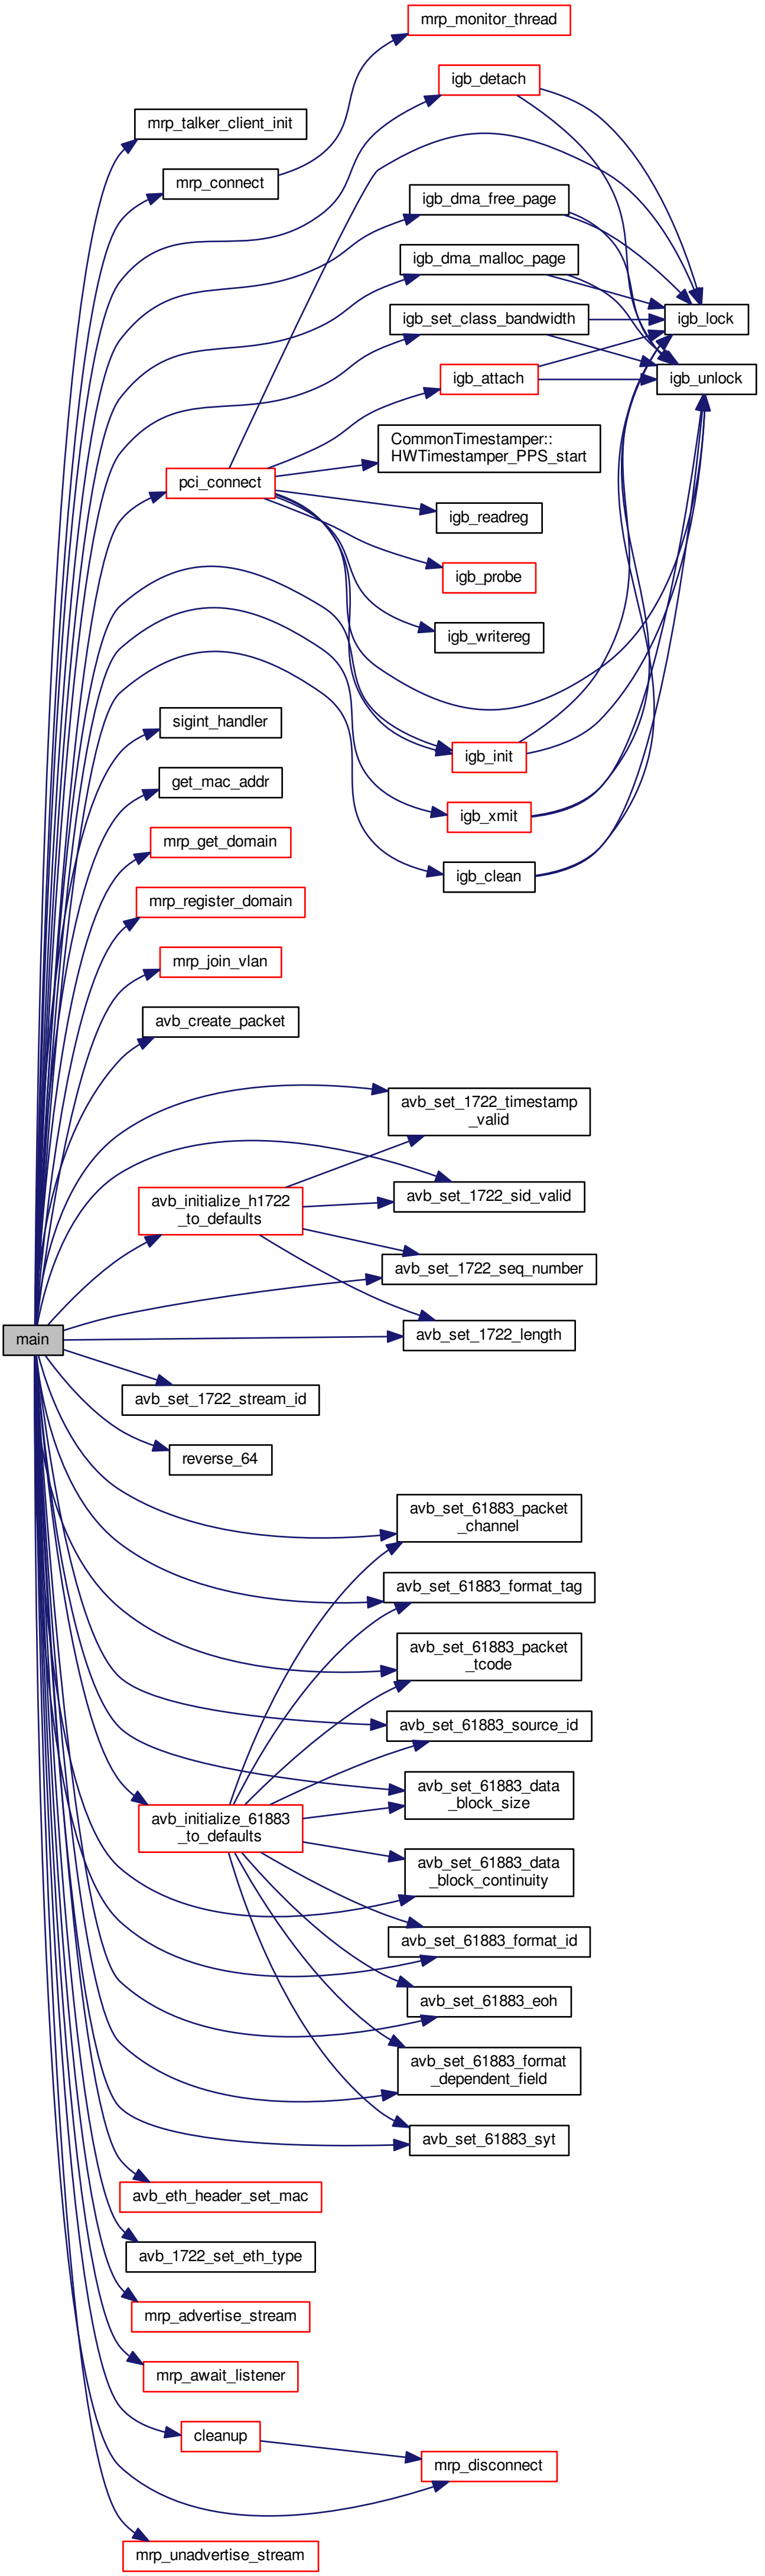 mrp_monitor_thread
igb_detach
mrp_talker_client_init
mrp_connect
igb_dma_free_page
igb_dma_malloc_page
igb_set_class_bandwidth
igb_lock
igb_attach
igb_unlock
CommonTimestamper::
HWTimestamper_PPS_start
pci_connect
igb_readreg
igb_probe
igb_writereg
sigint_handler
igb_init
get_mac_addr
igb_xmit
mrp_get_domain
igb_clean
mrp_register_domain
mrp_join_vlan
avb_create_packet
avb_set_1722_timestamp
_valid
avb_initialize_h1722
_to_defaults
avb_set_1722_sid_valid
avb_set_1722_seq_number
main
avb_set_1722_length
avb_set_1722_stream_id
reverse_64
avb_set_61883_packet
_channel
avb_set_61883_format_tag
avb_set_61883_packet
_tcode
avb_set_61883_source_id
avb_set_61883_data
_block_size
avb_initialize_61883
_to_defaults
avb_set_61883_data
_block_continuity
avb_set_61883_format_id
avb_set_61883_eoh
avb_set_61883_format
_dependent_field
avb_set_61883_syt
avb_eth_header_set_mac
avb_1722_set_eth_type
mrp_advertise_stream
mrp_await_listener
cleanup
mrp_disconnect
mrp_unadvertise_stream